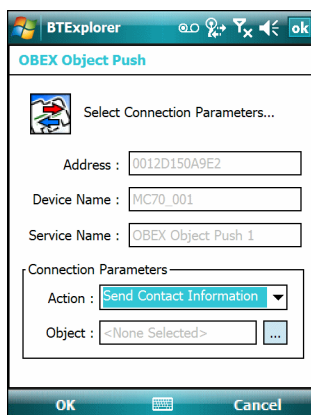 BTExplorer ok
OBEX Object Push
Select Connection Parameters...
Address : 0012D150A9E2
Device Name : MC70_001
Service Name : OBEX Object Push 1
Connection Parameters
Action : Send Contact Information
Object : <None Selected> ...
OK Cancel